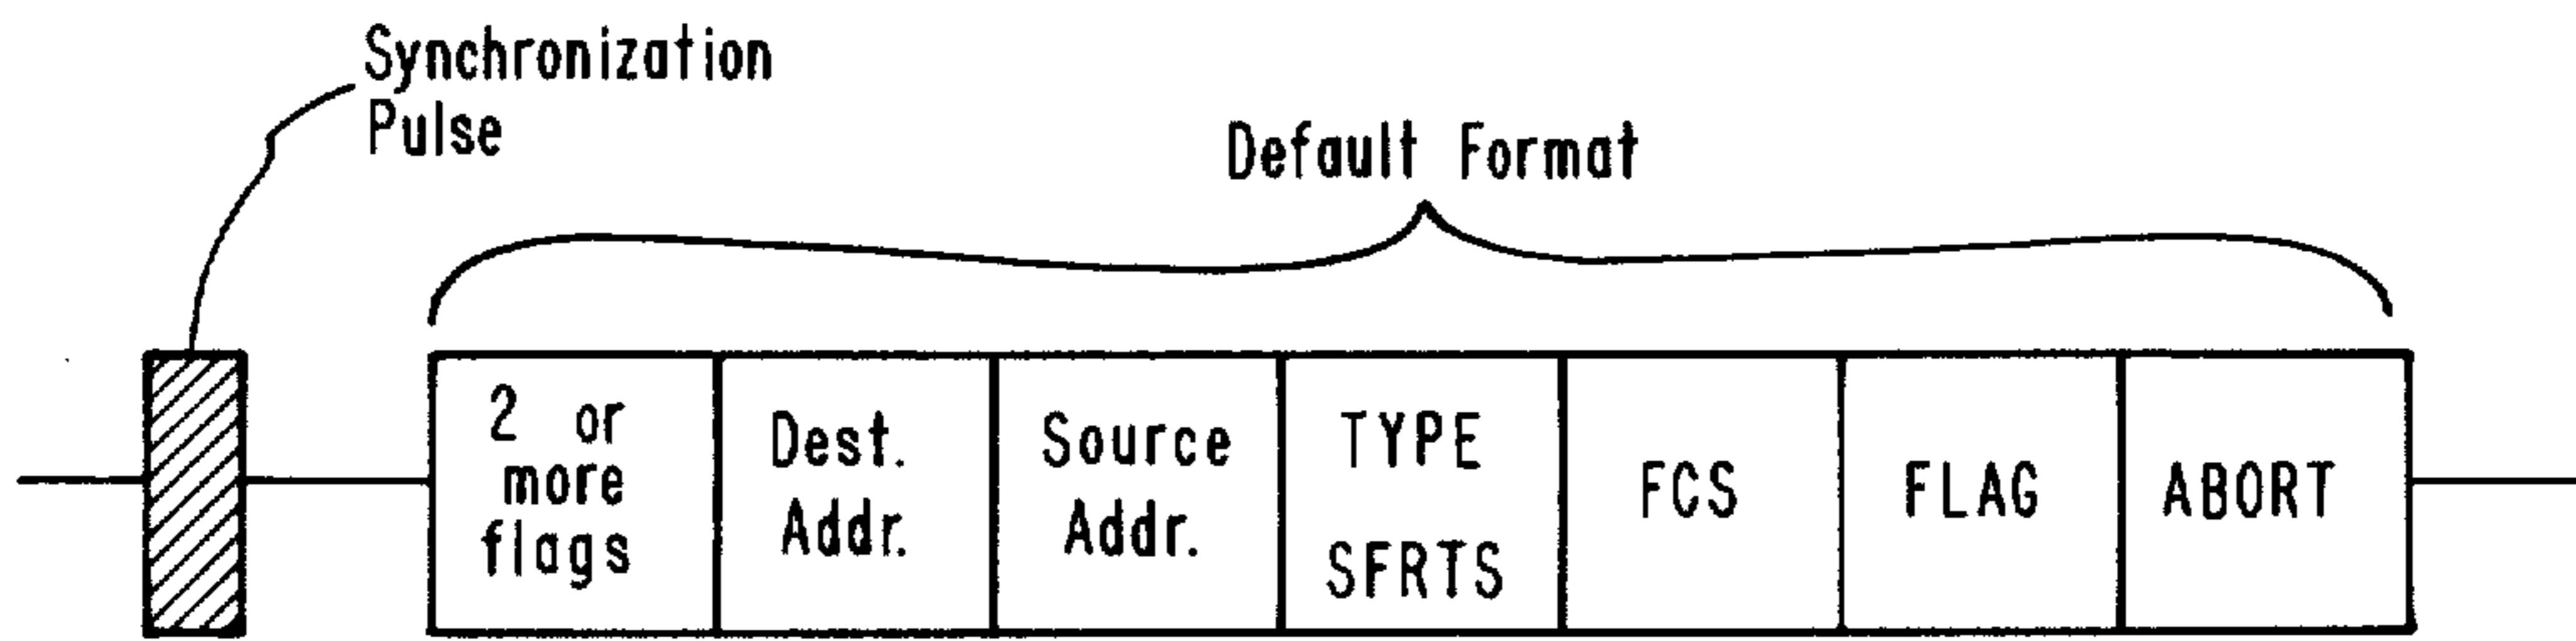 Synchronization
Pulse
Default Format
2 or
more
flags
Dest.
Addr.
Source
Addr.
TYPE
SFRTS
FCS
FLAG
ABORT